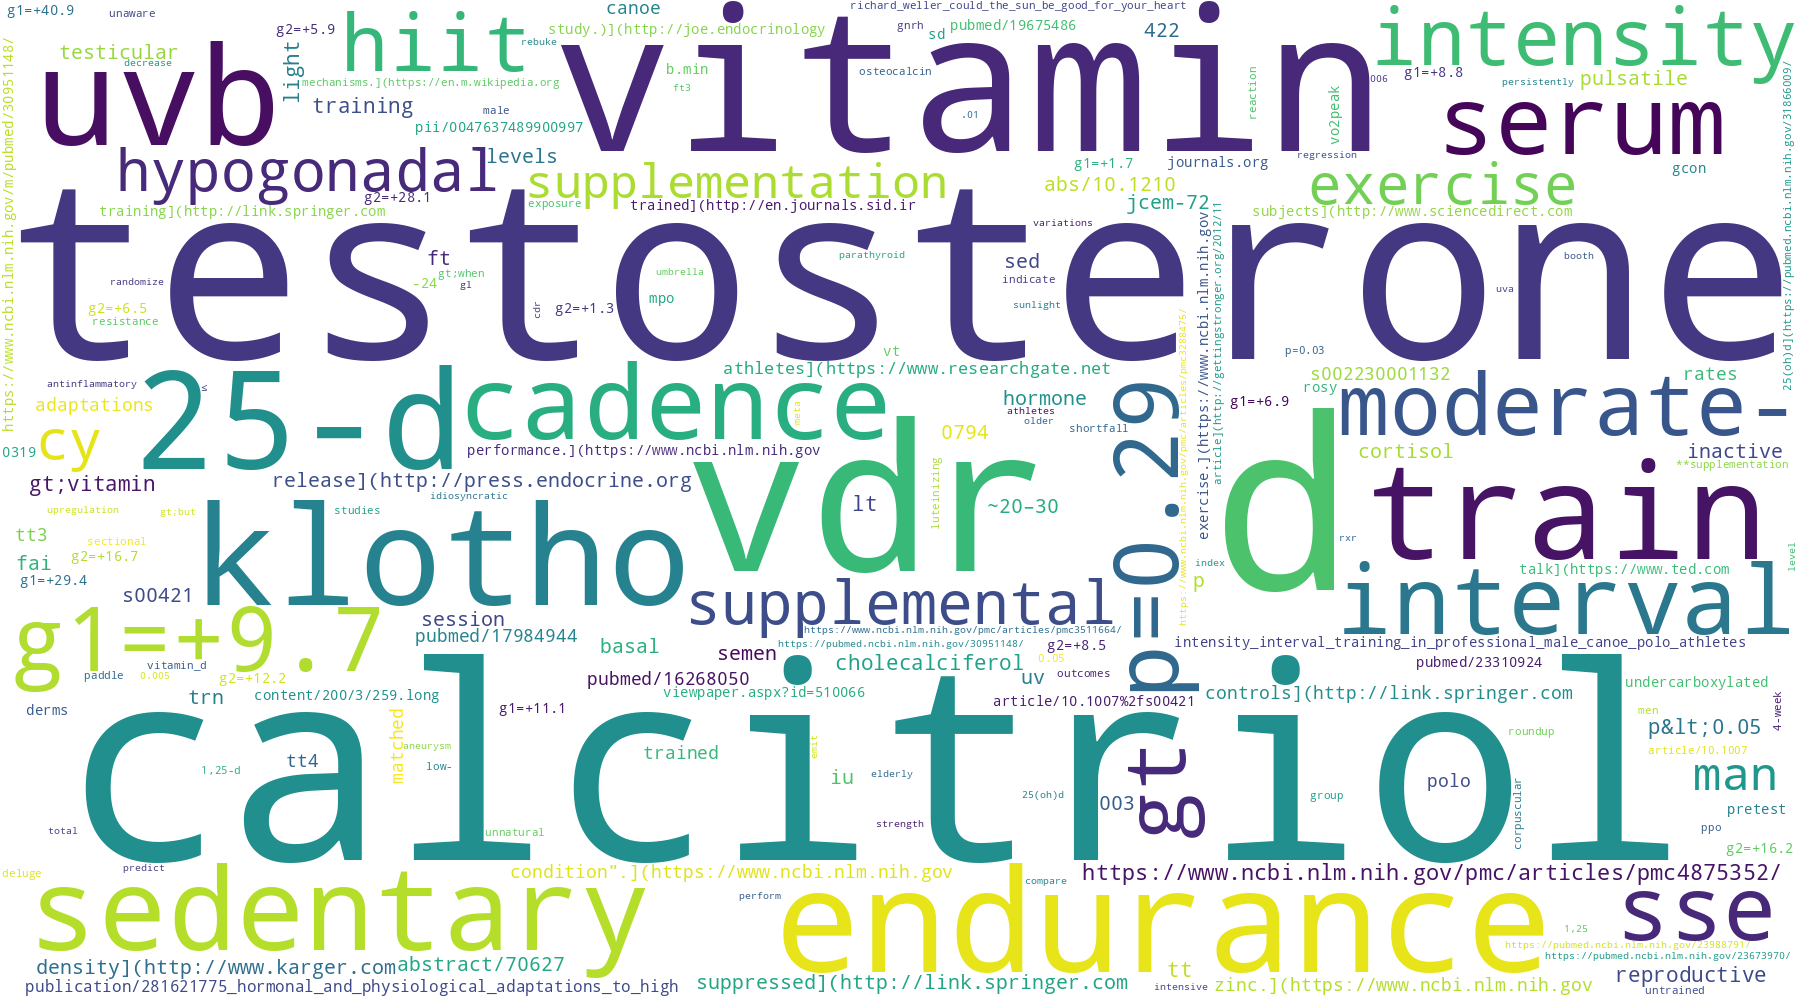 g1=+40.9
unaware
testicular
decrease
uvb
g2=+5.9
light
hiit
rebuke
canoe
study.)](http://joe.endocrinology
mechanisms.](https://en.m.wikipedia.org
training
male
pii/0047637489900997
vitamin
b.min
ft3
richard_weller_could_the_sun_be_good_for_your_heart
gnrh
sd
pubmed/19675486
osteocalcin
.01
422
reaction
vo2peak
intensity
006
g1=+8.8
persistently
pulsatile
serum
https://www.ncbi.nlm.nih.gov/m/pubmed/30951148/
25(oh)d](https://pubmed.ncbi.nlm.nih.gov/31866009/
hypogonadal
levels
supplementation
g1=+1.7
journals.org
regression
abs/10.1210
exercise
gcon
g2=+28.1
exposure
trained](http://en.journals.sid.ir
jcem-72
training](http://link.springer.com
subjects](http://www.sciencedirect.com
testosterone
variations
ft
-24
gt;when
gl
randomize
g2=+6.5
resistance
cdr
g2=+1.3
umbrella
mpo
parathyroid
sed
indicate
sunlight
booth
uva
exercise.](https://www.ncbi.nlm.nih.gov
article](http://gettingstronger.org/2012/11
https://www.ncbi.nlm.nih.gov/pmc/articles/pmc3288475/
p=0.03
vt
athletes](https://www.researchgate.net
s002230001132
rates
rosy
antinflammatory
≤
adaptations
25-d
cadence
meta
hormone
athletes
older
shortfall
p=0.29
g1=+6.9
moderate-
0319
cy
0794
performance.](https://www.ncbi.nlm.nih.gov
cortisol
inactive
**supplementation
gt;vitamin
release](http://press.endocrine.org
idiosyncratic
vdr
lt
luteinizing
~20-30
d
train
upregulation
gt;but
studies
klotho
tt3
sectional
g2=+16.7
fai
g1=+29.4
rxr
level
index
p
talk](https://www.ted.com
s00421
supplemental
interval
g1=+9.7
session
pubmed/17984944
https://www.ncbi.nlm.nih.gov/pmc/articles/pmc3511664/
https://pubmed.ncbi.nlm.nih.gov/30951148/
g2=+8.5
intensity_interval_training_in_professional_male_canoe_polo_athletes
basal
semen
cholecalciferol
0.05
uv
outcomes
pubmed/23310924
paddle
vitamin_d
0.005
g2=+12.2
pubmed/16268050
undercarboxylated
derms
trn
content/200/3/259.long
g1=+11.1
viewpaper.aspx?id=510066
article/10.1007%2fs00421
controls](http://link.springer.com
4-week
men
p&lt;0.05
calcitriol
matched
aneurysm
low-
tt4
1,25-d
trained
emit
iu
elderly
25(oh)d
003
gt
group
polo
roundup
corpuscular
article/10.1007
man
pretest
ppo
g2=+16.2
total
unnatural
strength
predict
deluge
sedentary
condition".](https://www.ncbi.nlm.nih.gov
compare
https://www.ncbi.nlm.nih.gov/pmc/articles/pmc4875352/
perform
endurance
sse
1,25
https://pubmed.ncbi.nlm.nih.gov/23988791/
https://pubmed.ncbi.nlm.nih.gov/23673970/
density](http://www.karger.com
abstract/70627
tt
reproductive
publication/281621775_hormonal_and_physiological_adaptations_to_high
suppressed](http://link.springer.com
intensive
zinc.](https://www.ncbi.nlm.nih.gov
untrained